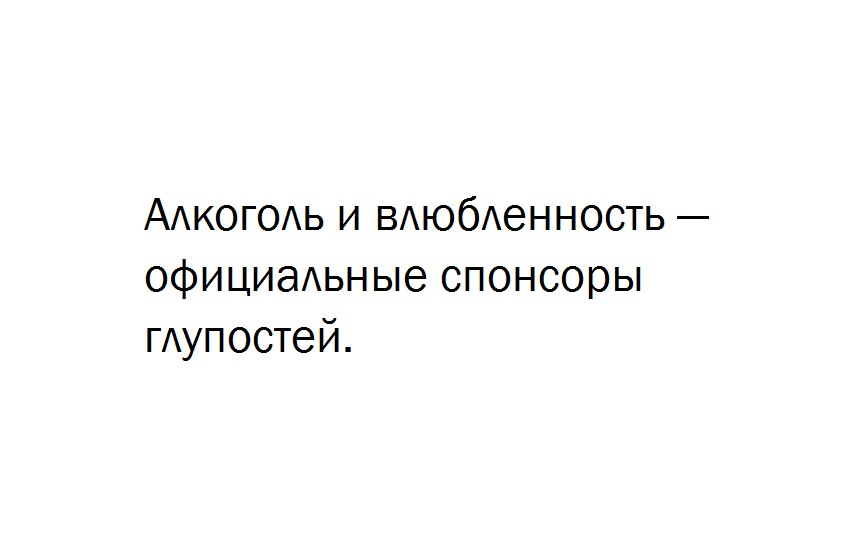 Алкоголь и влюбленность —
официальные спонсоры
глупостей.